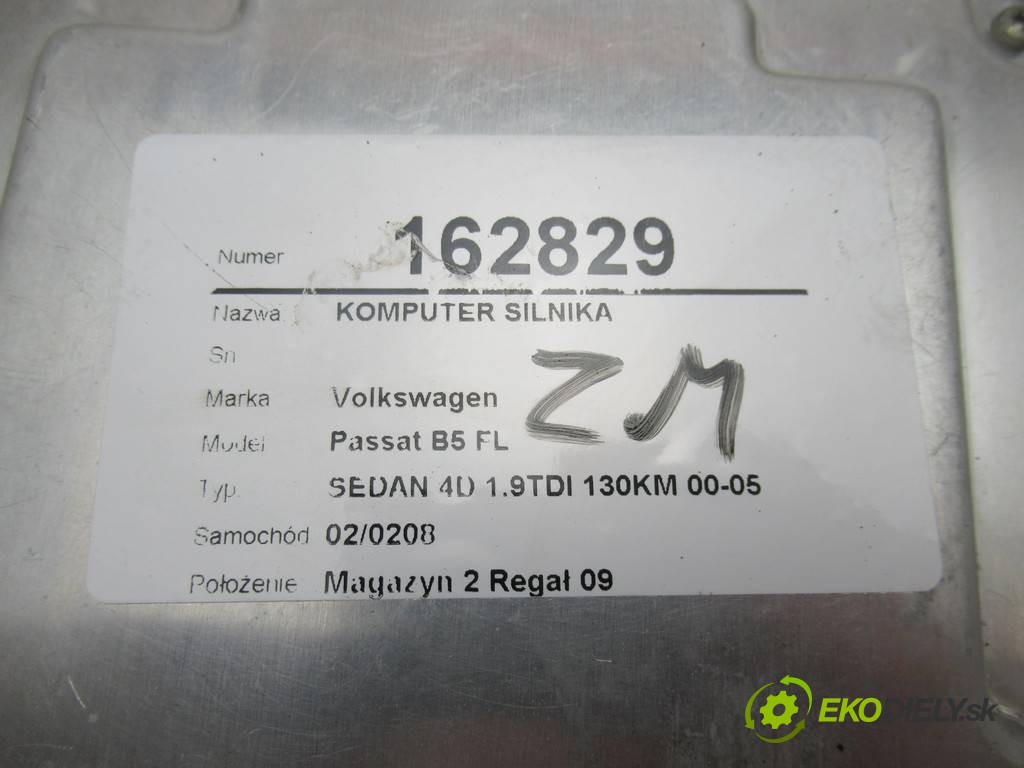 Numer 162829
Nazwa KOMPUTER SILNIKA
Sn
Marka Volkswagen
Model Passat B5 FL
ZM
Typ. SEDAN 4D 1.9TDI 130KM 00-05
Samochód 02/0208
Położenie Magazyn 2 Regał 09
EKODIELY.sk